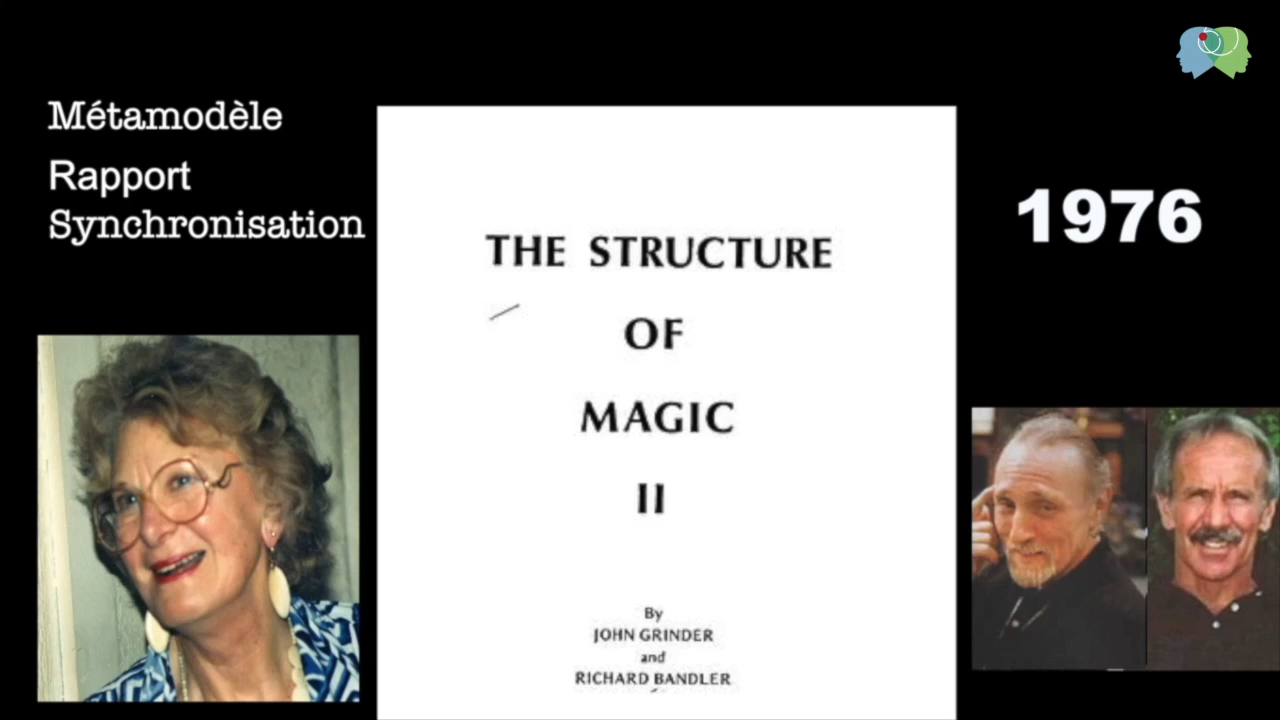 Métamodèle
Rapport
Synchronisation
THE STRUCTURE
OF
MAGIC
II
By
JOHN GRINDER
and
RICHARD BANDLER
1976